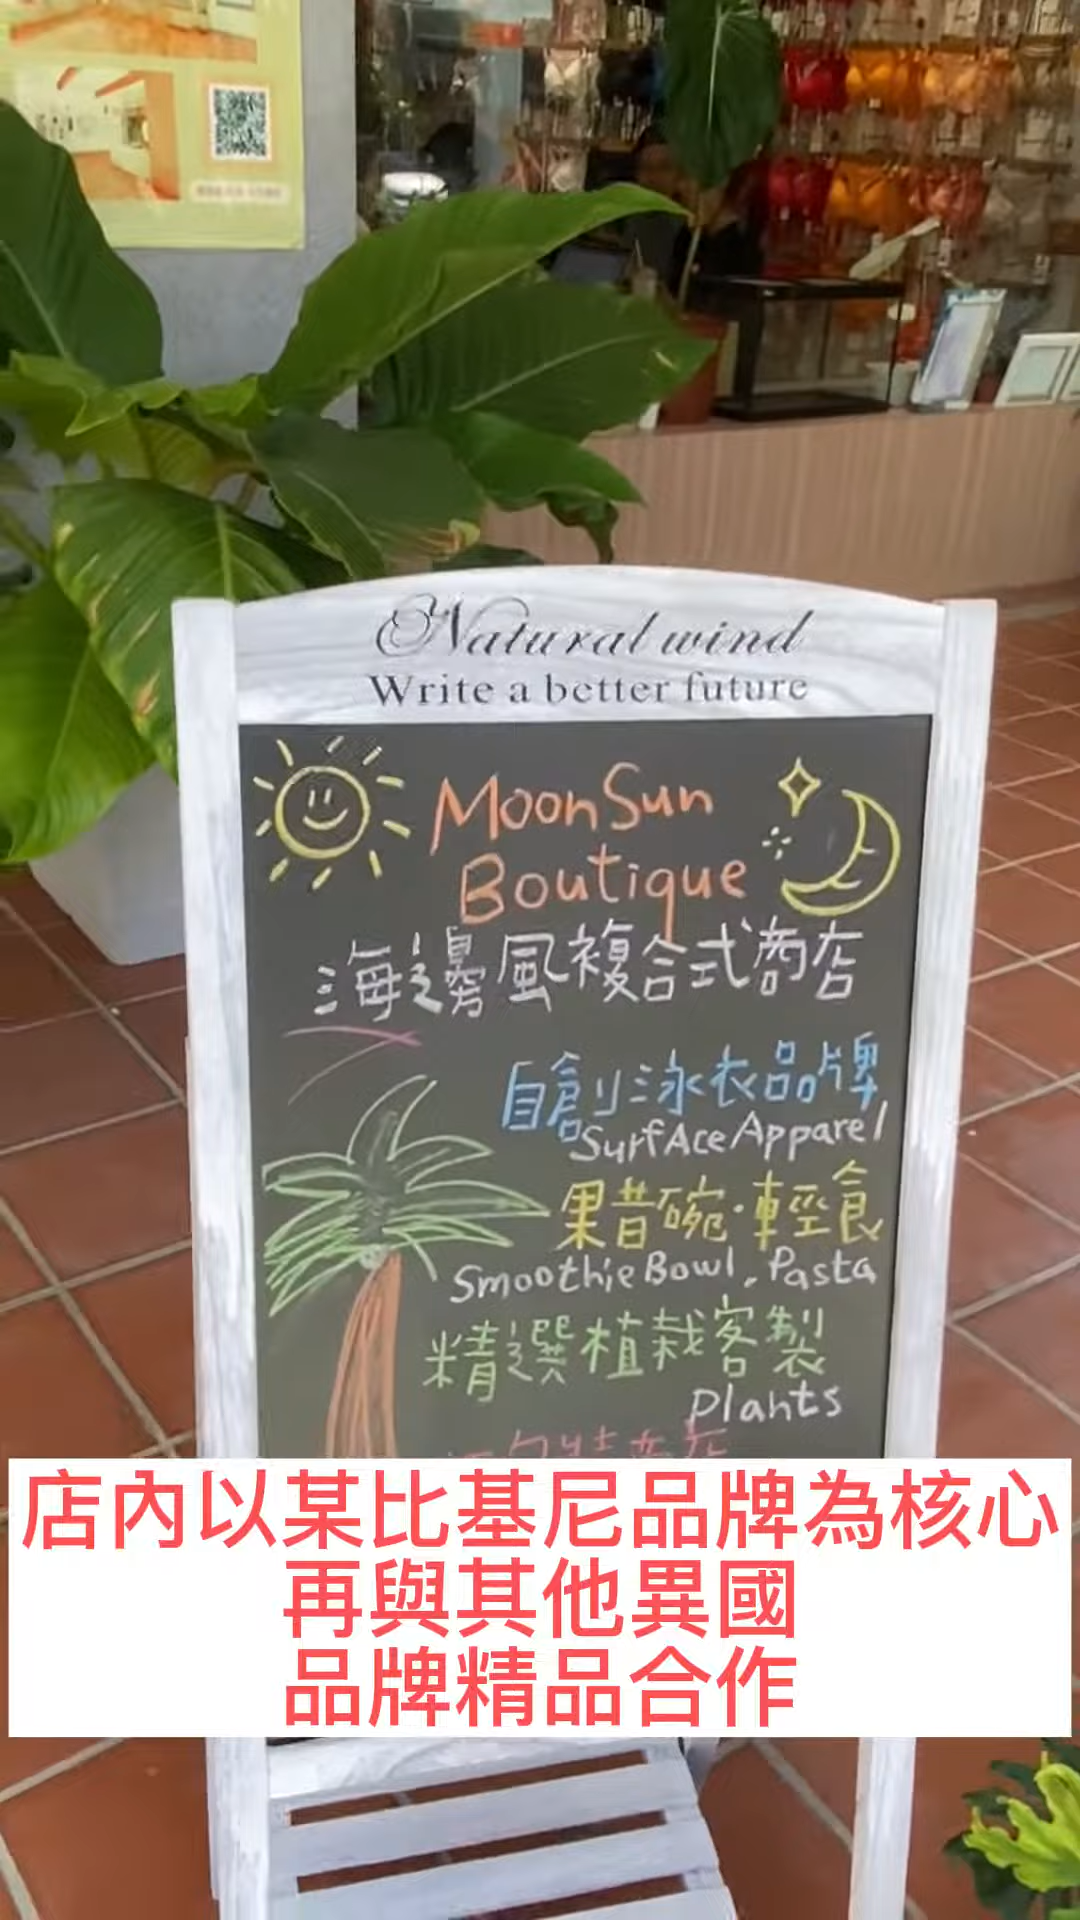 Natural wind
Write a better future
MoonSun
Boutique
海邊風複合式商店
自創泳衣品牌
SurfAce Apparel
果昔碗·輕食
Smoothie Bowl, Pasta
精選植栽客製
plants
店內以某比基尼品牌為核心
再與其他異國
品牌精品合作